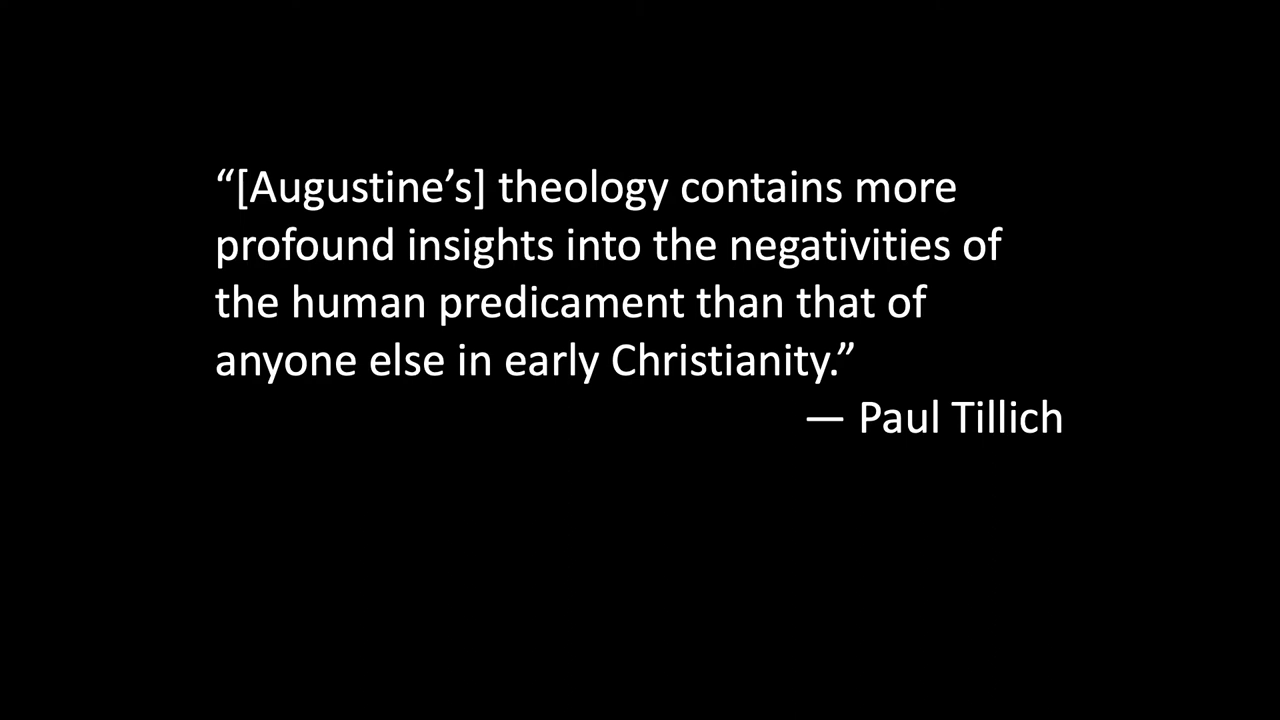 “[Augustine’s] theology contains more
profound insights into the negativities of
the human predicament than that of
anyone else in early Christianity.”
— Paul Tillich